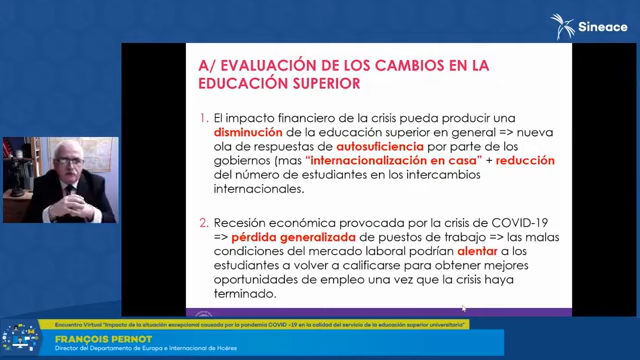 Sineace
A/ EVALUACIÓN DE LOS CAMBIOS EN LA
EDUCACIÓN SUPERIOR
1. El impacto financiero de la crisis pueda producir una
disminución de la educación superior en general => nueva
ola de respuestas de autosuficiencia por parte de los
gobiernos (mas “internacionalización en casa” + reducción
del número de estudiantes en los intercambios
internacionales.
2. Recesión económica provocada por la crisis de COVID-19
=> pérdida generalizada de puestos de trabajo => las malas
condiciones del mercado laboral podrían alentar a los
estudiantes a volver a calificarse para obtener mejores
oportunidades de empleo una vez que la crisis haya
terminado.
Encuentro Virtual "Impacto de la situación excepcional causada por la pandemia COVID -19 en la calidad del servicio de la educación superior universitaria"
FRANÇOIS PERNOT
Director del Departamento de Europa e Internacional de Hcéres